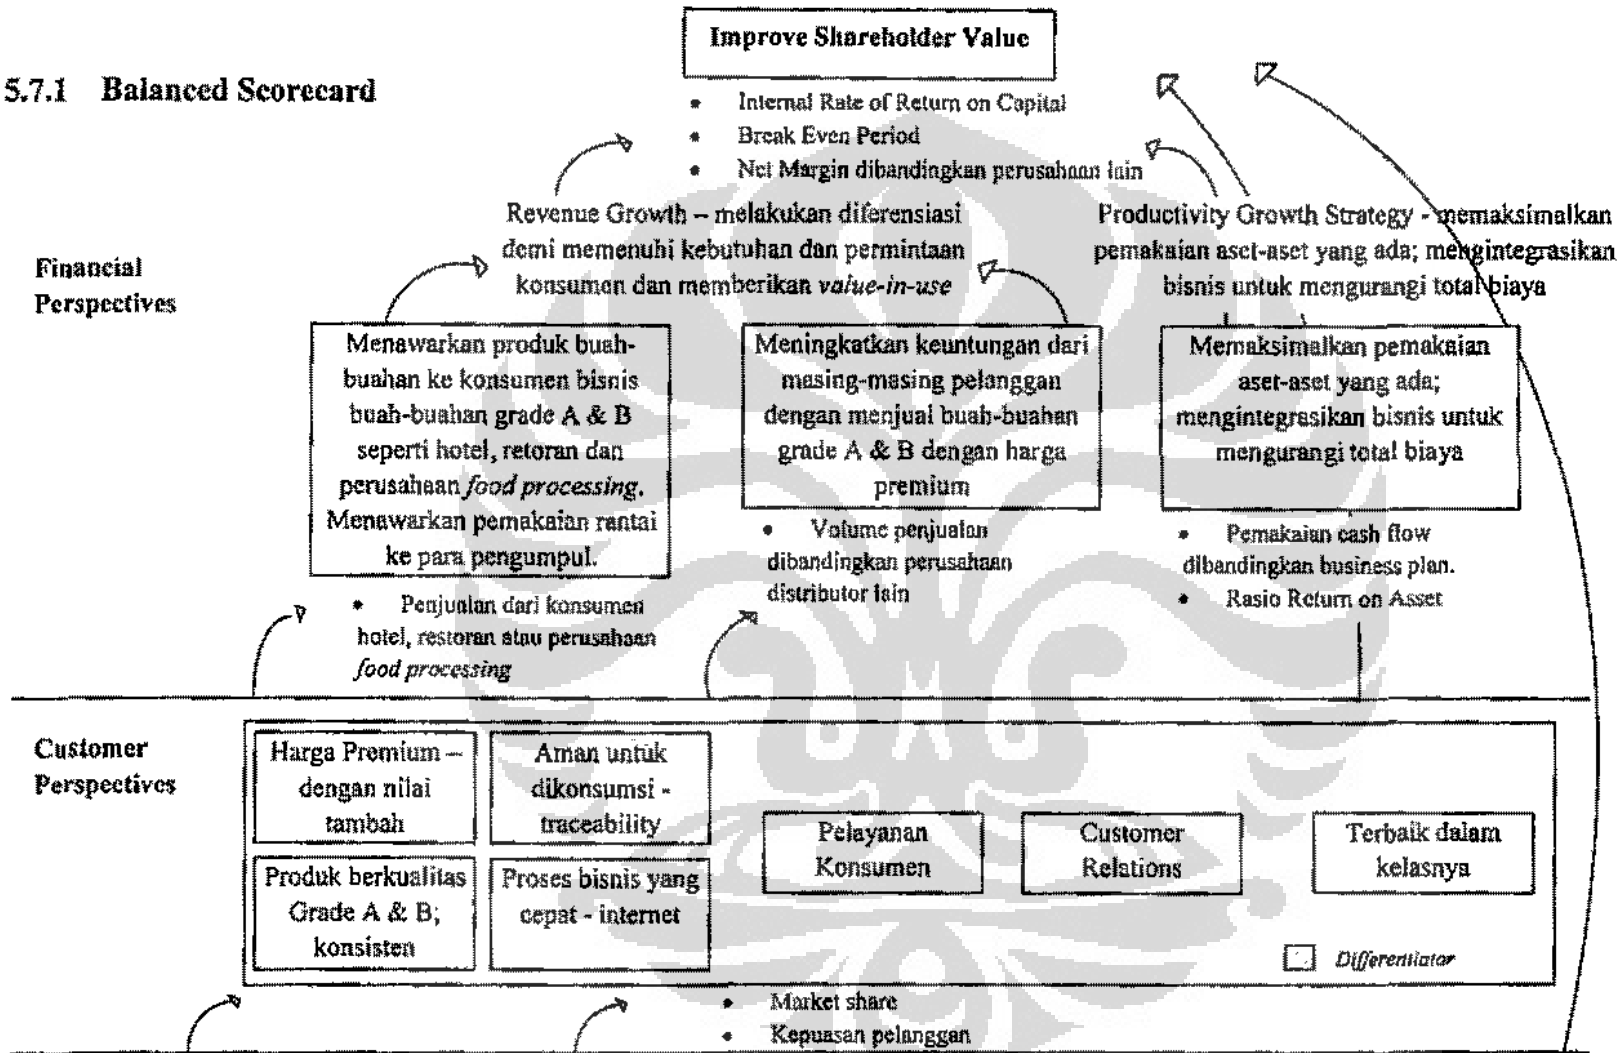 Improve Shareholder Value
5.7.1 Balanced Scorecard
• Internal Rate of Return on Capital
• Break Even Period
• Net Margin dibandingkan perusahaan lain
Revenue Growth – melakukan diferensiasi
demi memenuhi kebutuhan dan permintaan
konsumen dan memberikan value-in-use
Productivity Growth Strategy - memaksimalkan
pemakaian aset-aset yang ada; mengintegrasikan
bisnis untuk mengurangi total biaya
Financial
Perspectives
Menawarkan produk buah-
buahan ke konsumen bisnis
buah-buahan grade A & B
seperti hotel, retoran dan
perusahaan food processing.
Menawarkan pemakaian rantai
ke para pengumpul.
• Penjualan dari konsumen
hotel, restoran atau perusahaan
food processing
Meningkatkan keuntungan dari
masing-masing pelanggan
dengan menjual buah-buahan
grade A & B dengan harga
premium
• Volume penjualan
dibandingkan perusahaan
distributor lain
Memaksimalkan pemakaian
aset-aset yang ada;
mengintegrasikan bisnis untuk
mengurangi total biaya
• Pemakaian cash flow
dibandingkan business plan.
• Rasio Return on Asset
Customer
Perspectives
Harga Premium –
dengan nilai
tambah
Aman untuk
dikonsumsi -
traceability
Produk berkualitas
Grade A & B;
konsisten
Proses bisnis yang
cepat - internet
Pelayanan
Konsumen
Customer
Relations
Terbaik dalam
kelasnya
Differentiator
• Market share
• Kepuasan pelanggan